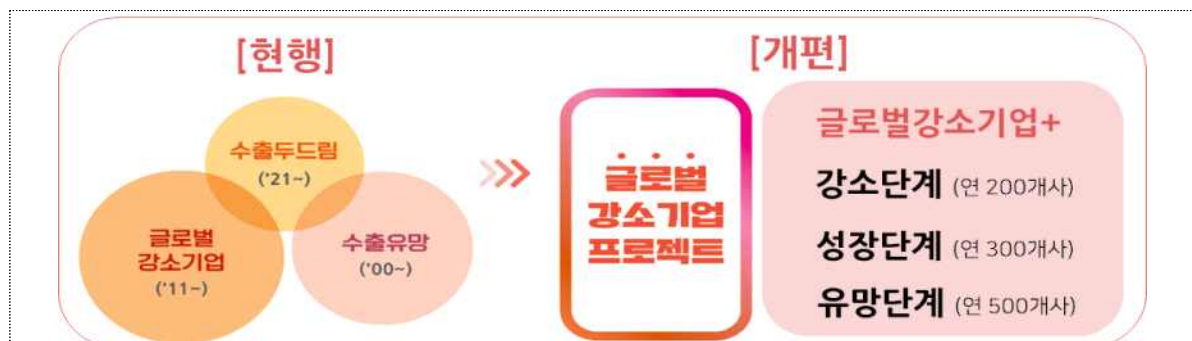 [현행]
수출두드림
('21~)
글로벌
강소기업
('11~)
수출유망
('00~)
[개편]
글로벌
강소기업
프로젝트
글로벌강소기업+
강소단계 (연 200개사)
성장단계 (연 300개사)
유망단계 (연 500개사)